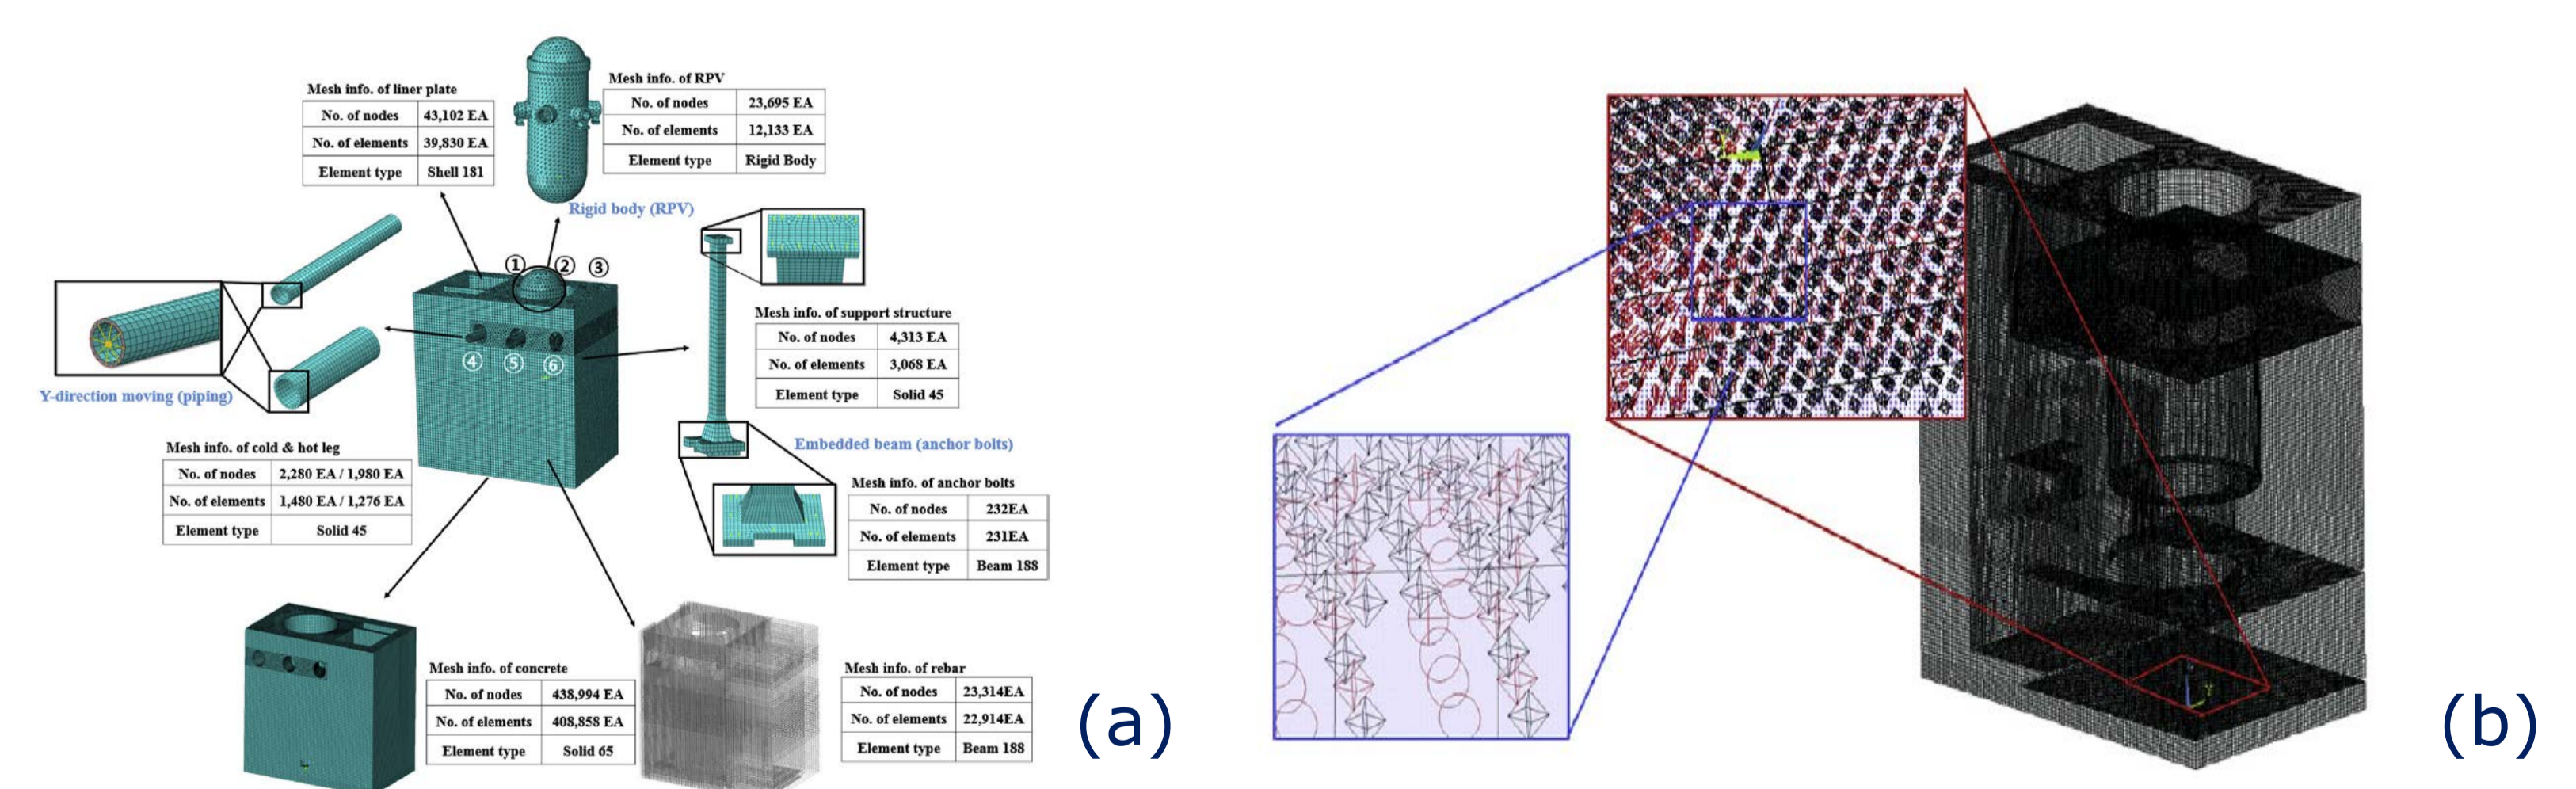 Mesh info. of liner plate
No. of nodes 43,102 EA
No. of elements 39,830 EA
Element type Shell 181
Mesh info. of RPV
No. of nodes 23,695 EA
No. of elements 12,133 EA
Element type Rigid Body
Rigid body (RPV)
① ② ③
④ ⑤ ⑥
Y-direction moving (piping)
Mesh info. of support structure
No. of nodes 4,313 EA
No. of elements 3,068 EA
Element type Solid 45
Embedded beam (anchor bolts)
Mesh info. of cold & hot leg
No. of nodes 2,280 EA / 1,980 EA
No. of elements 1,480 EA / 1,276 EA
Element type Solid 45
Mesh info. of anchor bolts
No. of nodes 232EA
No. of elements 231EA
Element type Beam 188
Mesh info. of concrete
No. of nodes 438,994 EA
No. of elements 408,858 EA
Element type Solid 65
Mesh info. of rebar
No. of nodes 23,314EA
No. of elements 22,914EA
Element type Beam 188
(a)
(b)